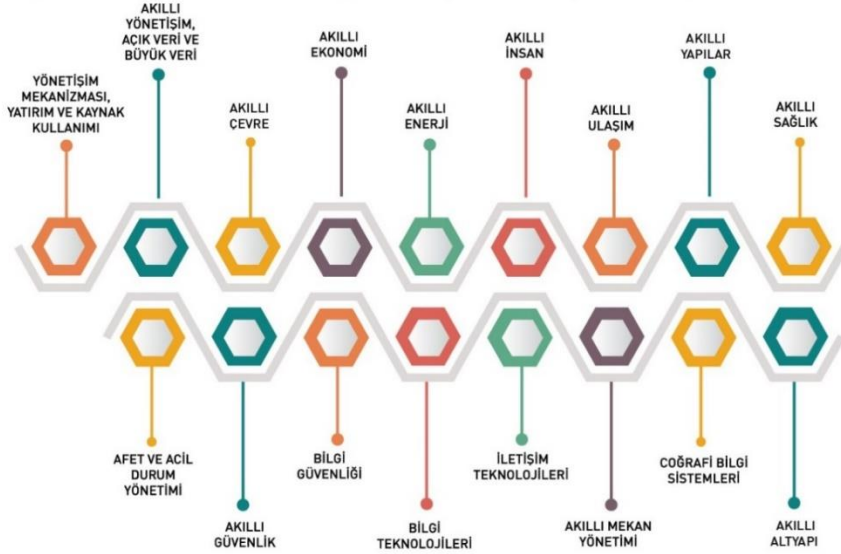 YÖNETİŞİM
MEKANİZMASI,
YATIRIM VE KAYNAK
KULLANIMI
AKILLI
YÖNETİŞİM,
AÇIK VERİ VE
BÜYÜK VERİ
AKILLI
ÇEVRE
AKILLI
EKONOMİ
AKILLI
ENERJİ
AKILLI
İNSAN
AKILLI
ULAŞIM
AKILLI
YAPILAR
AKILLI
SAĞLIK
AFET VE ACİL
DURUM
YÖNETİMİ
AKILLI
GÜVENLİK
BİLGİ
GÜVENLİĞİ
BİLGİ
TEKNOLOJİLERİ
İLETİŞİM
TEKNOLOJİLERİ
AKILLI MEKAN
YÖNETİMİ
COĞRAFİ BİLGİ
SİSTEMLERİ
AKILLI
ALTYAPI